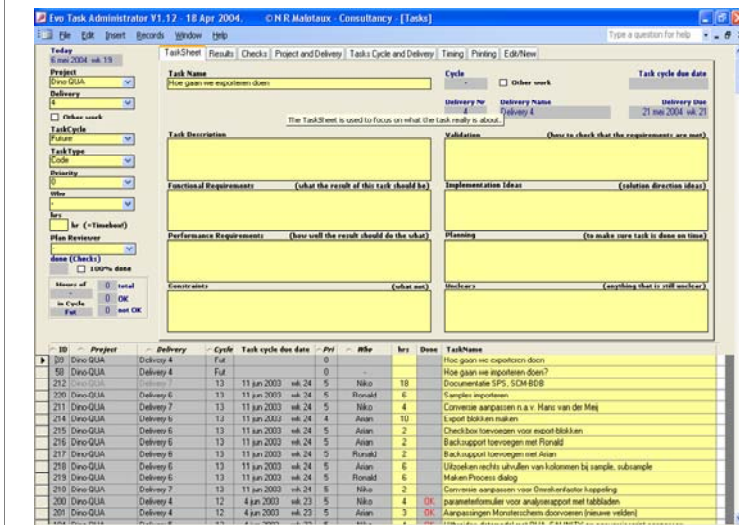 Evo Task Administrator V1.12 - 18 Apr 2004. © N R Malotaux - Consultancy - [Tasks]
File Edit Insert Records Window Help Type a question for help
Today
6 mei 2004 wk 19
Project
Dino QUA
Delivery
4
Other work
TaskCycle
Future
TaskType
Code
Priority
0
Who
-
hrs
hr (=Timebox!)
Plan Reviewer
done (Checks)
100% done
Hours of 0 total
-
in Cycle 0 OK
Fut 0 not OK
TaskSheet Results Checks Project and Delivery Tasks Cycle and Delivery Timing Printing Edit/New
Task Name
Hoe gaan we exporteren doen
Cycle Other work Task cycle due date
-
Delivery Nr Delivery Name Delivery Due
4 Delivery 4 21 mei 2004 wk 21
The TaskSheet is used to focus on what the task really is about.
Task Description
Validation (how to check that the requirements are met)
Functional Requirements (what the result of this task should be)
Implementation Ideas (solution direction ideas)
Performance Requirements (how well the result should do the what)
Planning (to make sure task is done on time)
Constraints (what not)
Unclears (anything that is still unclear)
ID Project Delivery Cycle Task cycle due date Pri Who hrs Done TaskName
Dino QUA Delivery 4 Fut 0 Hoe gaan we exporteren doen
Dino QUA Delivery 4 Fut 0 - Hoe gaan we importeren doen?
212 Dino-QUA Delivery 7 13 11 jun 2003 wk 24 5 Niko 18 Documentatie SPS, SCM-BDB
220 Dino-QUA Delivery 6 13 11 jun 2003 wk 24 5 Ronald 6 Samples importeren
211 Dino-QUA Delivery 7 13 11 jun 2003 wk 24 5 Niko 4 Conversie aanpassen n.a.v. Hans van der Meij
214 Dino-QUA Delivery 6 13 11 jun 2003 wk 24 5 Arian 10 Export blokken maken
215 Dino-QUA Delivery 6 13 11 jun 2003 wk 24 5 Arian 2 Checkbox toevoegen voor export-blokken
216 Dino-QUA Delivery 4 13 11 jun 2003 wk 24 5 Arian 2 Backsupport toevoegen met Ronald
217 Dino-QUA Delivery 6 13 11 jun 2003 wk 24 5 Ronald 2 Backsupport toevoegen met Arian
218 Dino-QUA Delivery 6 13 11 jun 2003 wk 24 5 Arian 6 Uitzoeken rechts uitvullen van kolommen bij sample, subsample
219 Dino-QUA Delivery 6 13 11 jun 2003 wk 24 5 Ronald 6 Maken Process dialog
Dino-QUA Delivery 7 13 11 jun 2003 wk 24 5 Niko 2 Conversie aanpassen voor
200 Dino-QUA Delivery 4 12 4 jun 2003 wk 23 5 Niko 4 OK parameterformulier voor analyserapport met tabbladen
201 Dino-QUA Delivery 4 12 4 jun 2003 wk 23 5 Arian 3 OK Aanpassingen Monsterscherm doorvoeren (nieuwe velden)